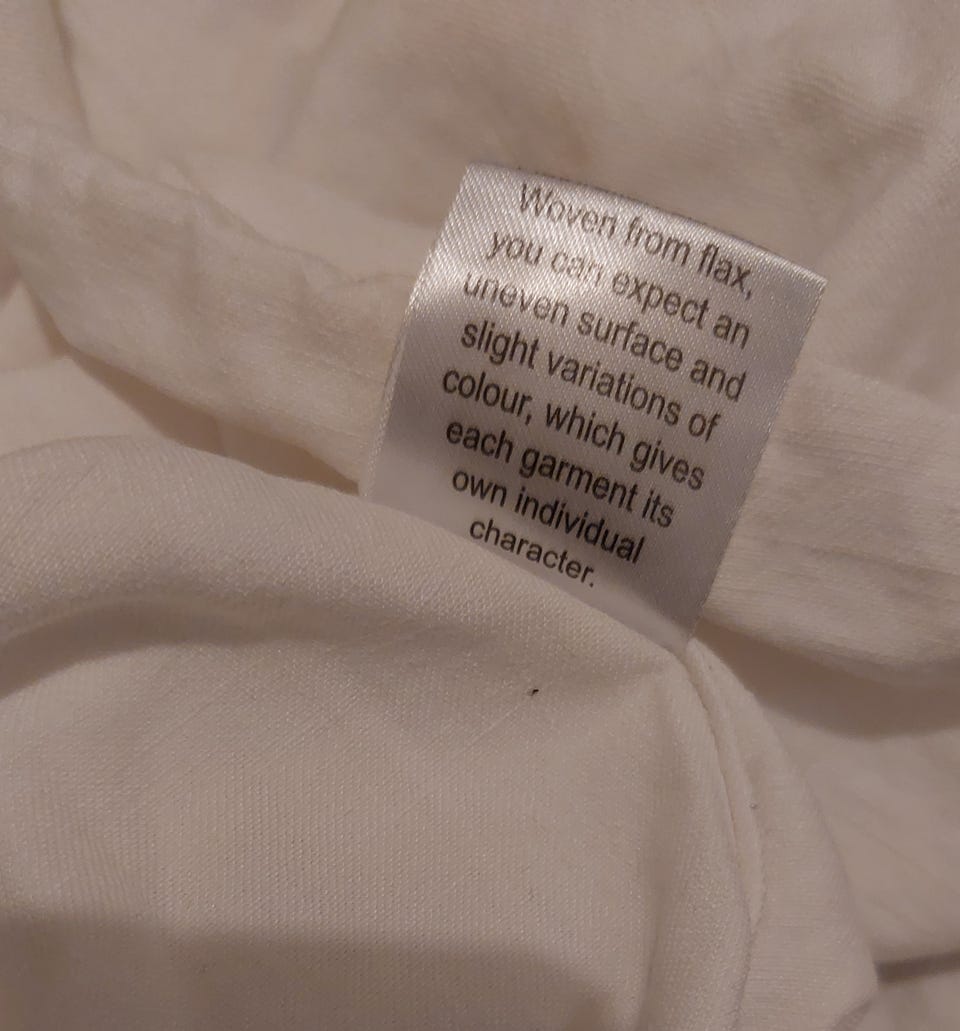 Woven from flax,
you can expect an
uneven surface and
slight variations of
colour, which gives
each garment its
own individual
character.